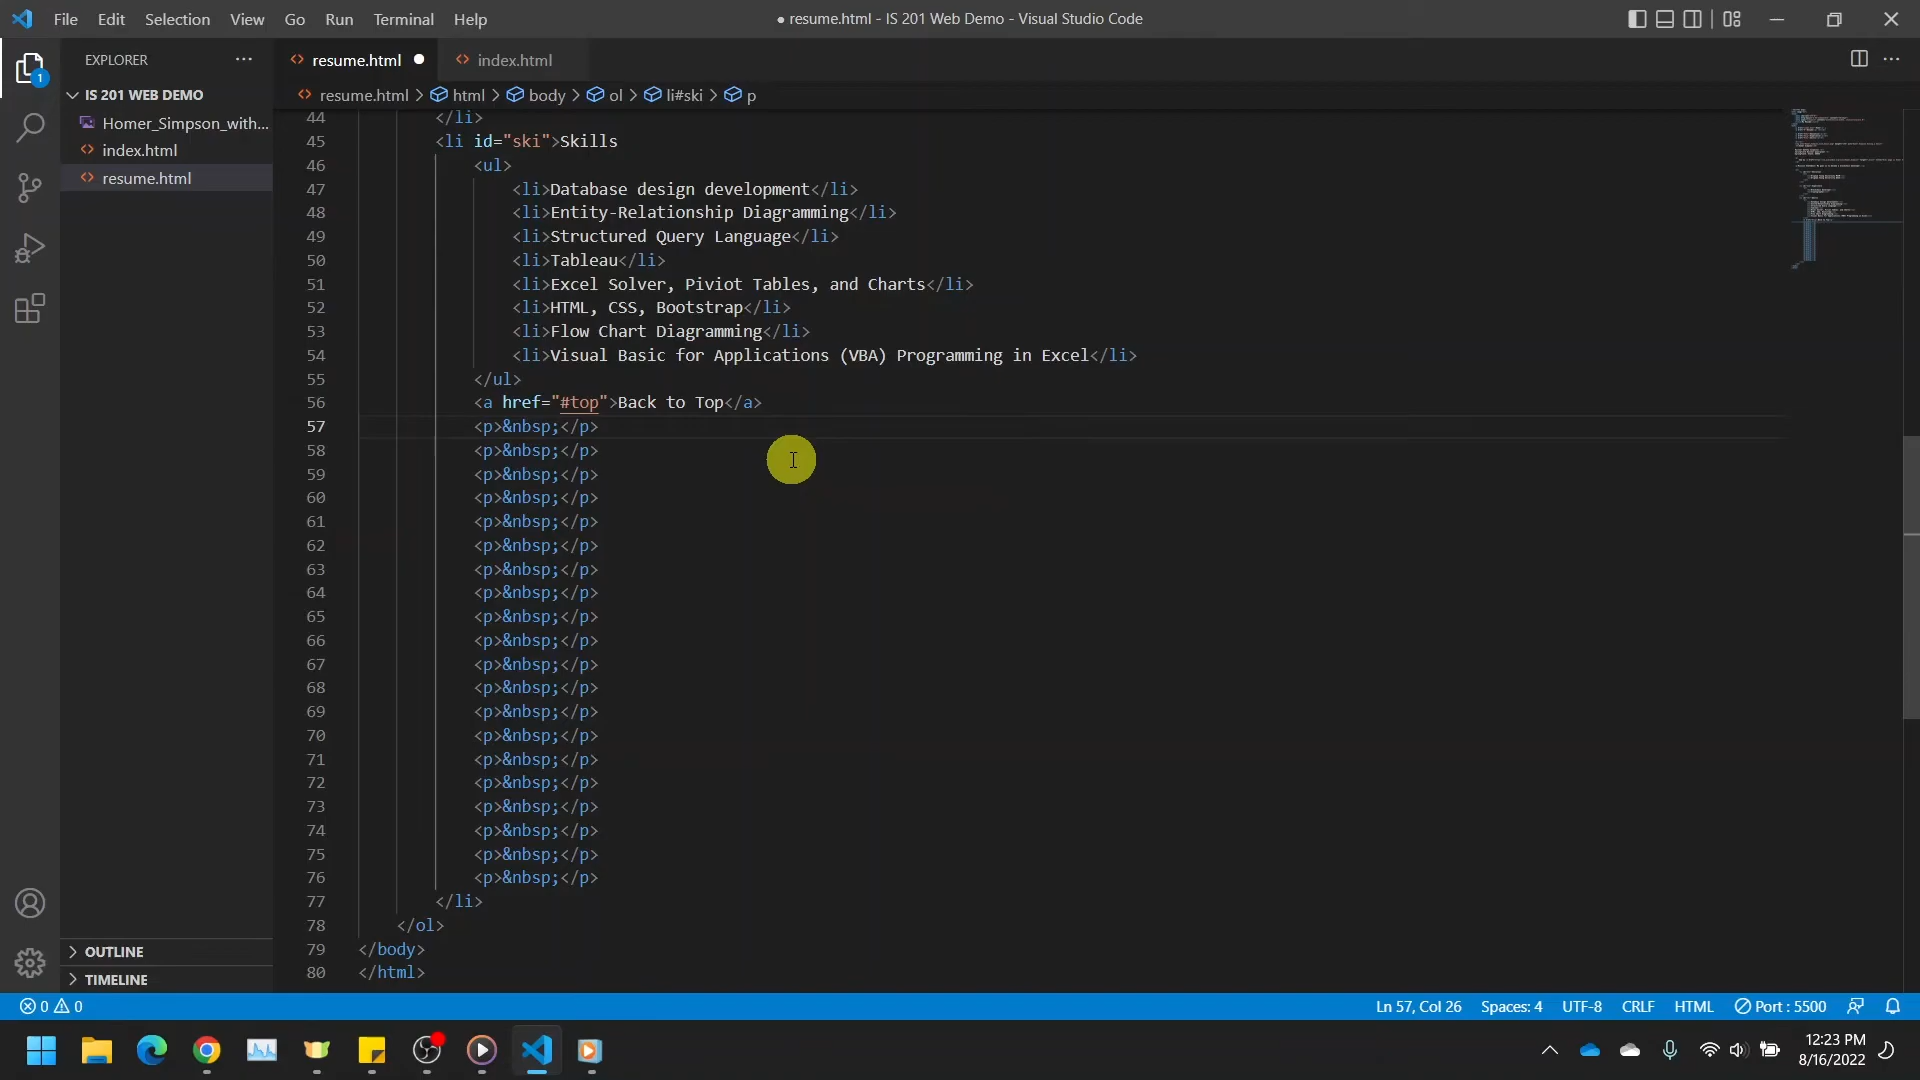 File Edit Selection View Go Run Terminal Help
● resume.html - IS 201 Web Demo - Visual Studio Code
EXPLORER
1
IS 201 WEB DEMO
Homer_Simpson_with...
index.html
resume.html
OUTLINE
TIMELINE
resume.html
index.html
resume.html > html > body > ol > li#ski > p
44 </li>
45 <li id="ski">Skills
46 <ul>
47 <li>Database design development</li>
48 <li>Entity-Relationship Diagramming</li>
49 <li>Structured Query Language</li>
50 <li>Tableau</li>
51 <li>Excel Solver, Piviot Tables, and Charts</li>
52 <li>HTML, CSS, Bootstrap</li>
53 <li>Flow Chart Diagramming</li>
54 <li>Visual Basic for Applications (VBA) Programming in Excel</li>
55 </ul>
56 <a href="#top">Back to Top</a>
57 <p>&nbsp;</p>
58 <p>&nbsp;</p>
59 <p>&nbsp;</p>
60 <p>&nbsp;</p>
61 <p>&nbsp;</p>
62 <p>&nbsp;</p>
63 <p>&nbsp;</p>
64 <p>&nbsp;</p>
65 <p>&nbsp;</p>
66 <p>&nbsp;</p>
67 <p>&nbsp;</p>
68 <p>&nbsp;</p>
69 <p>&nbsp;</p>
70 <p>&nbsp;</p>
71 <p>&nbsp;</p>
72 <p>&nbsp;</p>
73 <p>&nbsp;</p>
74 <p>&nbsp;</p>
75 <p>&nbsp;</p>
76 <p>&nbsp;</p>
77 </li>
78 </ol>
79 </body>
80 </html>
0 0
Ln 57, Col 26 Spaces: 4 UTF-8 CRLF HTML Port : 5500
12:23 PM
8/16/2022